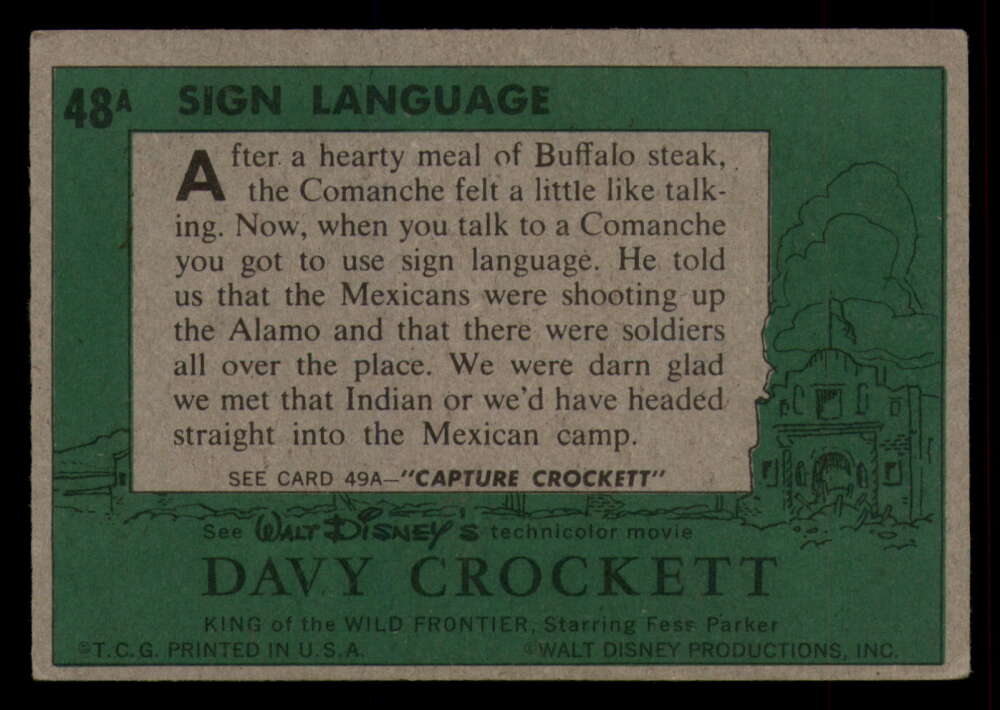 48A SIGN LANGUAGE
After a hearty meal of Buffalo steak,
the Comanche felt a little like talk-
ing. Now, when you talk to a Comanche
you got to use sign language. He told
us that the Mexicans were shooting up
the Alamo and that there were soldiers
all over the place. We were darn glad
we met that Indian or we'd have headed
straight into the Mexican camp.
SEE CARD 49A—"CAPTURE CROCKETT"
See WALT DISNEY'S technicolor movie
DAVY CROCKETT
KING of the WILD FRONTIER, Starring Fess Parker
©T.C.G. PRINTED IN U.S.A. ©WALT DISNEY PRODUCTIONS, INC.